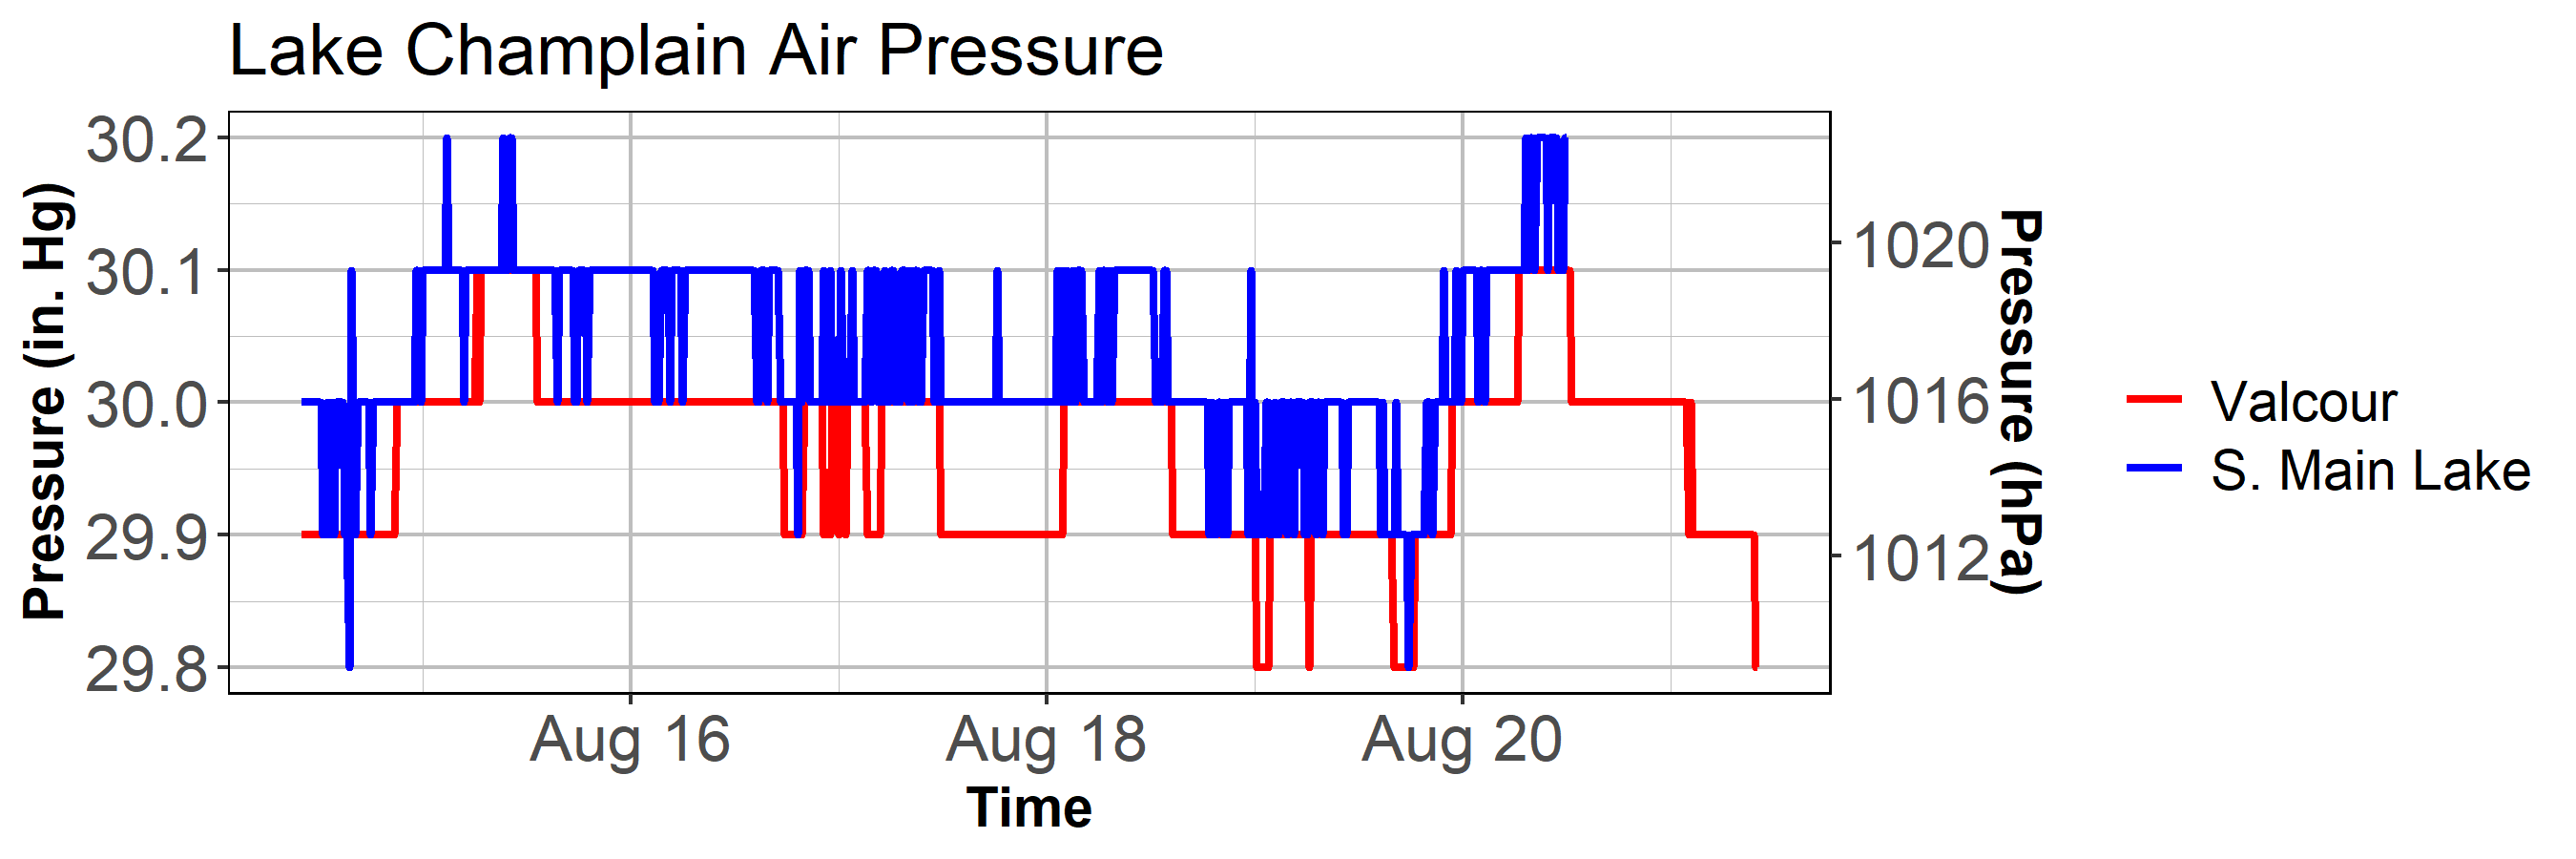 Lake Champlain Air Pressure
Pressure (in. Hg)
30.2
30.1
30.0
29.9
29.8
1020
1016
1012
Pressure (hPa)
Aug 16
Aug 18
Aug 20
Time
Valcour
S. Main Lake